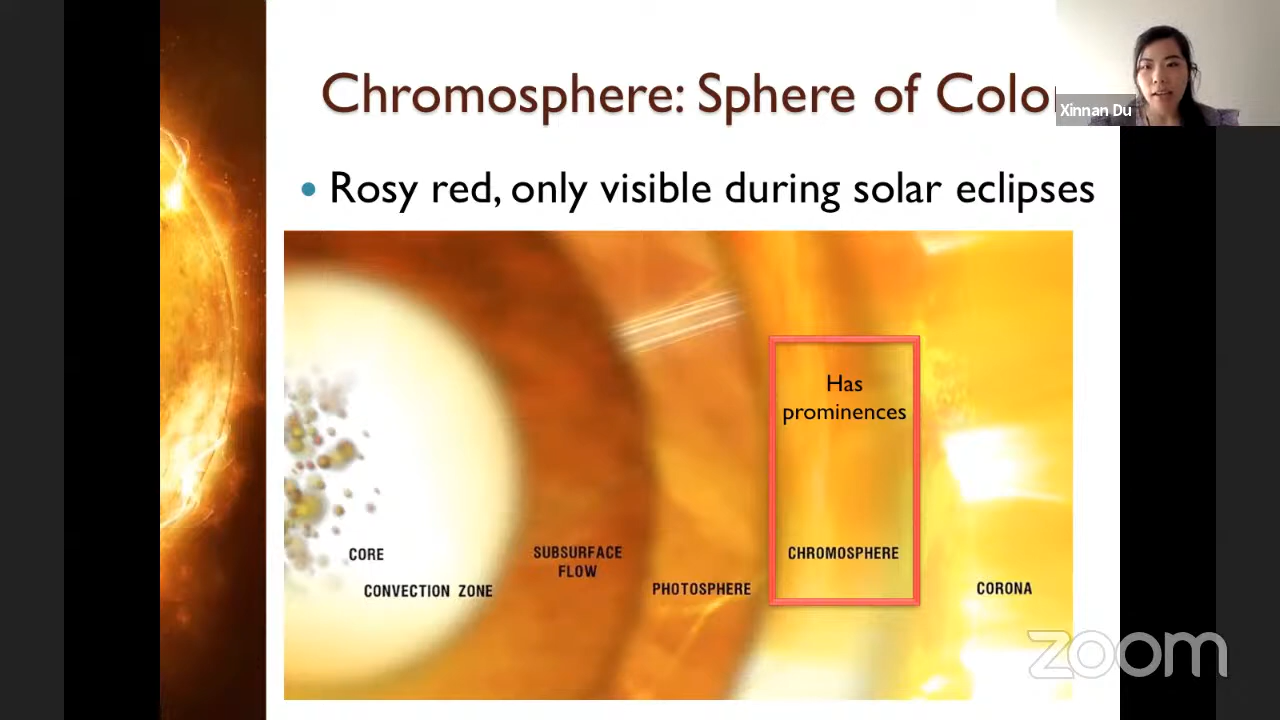 Chromosphere: Sphere of Colo
Xinnan Du
• Rosy red, only visible during solar eclipses
Has
prominences
CORE
CONVECTION ZONE
SUBSURFACE
FLOW
PHOTOSPHERE
CHROMOSPHERE
CORONA
zoom